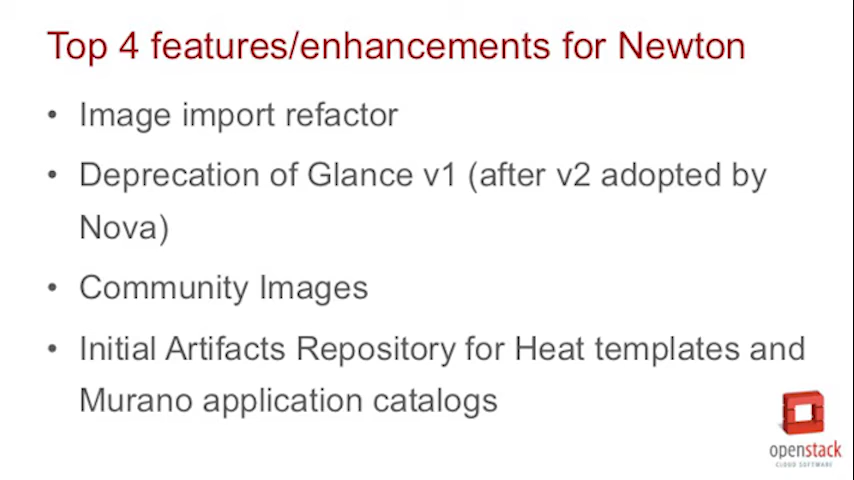 Top 4 features/enhancements for Newton
• Image import refactor
• Deprecation of Glance v1 (after v2 adopted by
Nova)
• Community Images
• Initial Artifacts Repository for Heat templates and
Murano application catalogs
openstack
CLOUD SOFTWARE